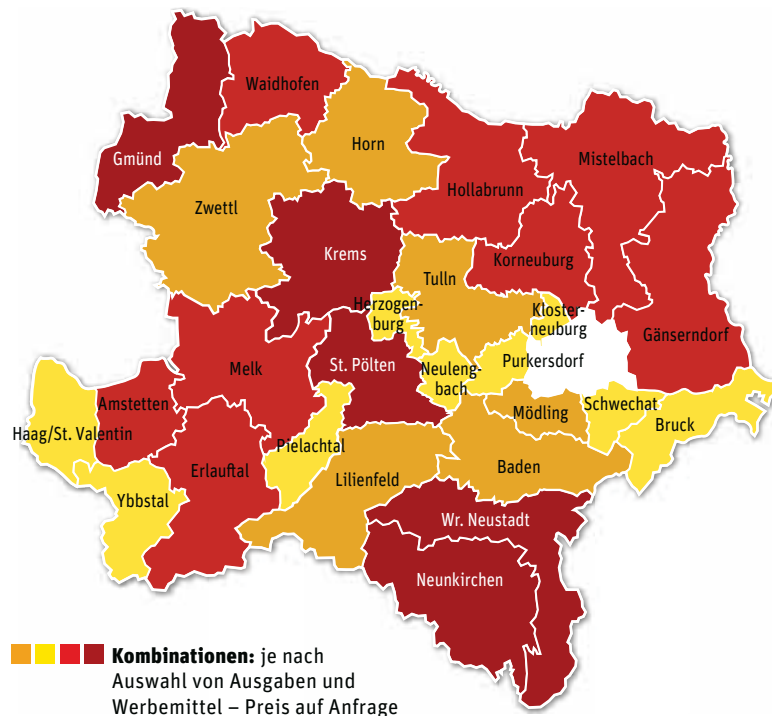 Waidhofen
Horn
Mistelbach
Gmünd
Hollabrunn
Zwettl
Krems
Korneuburg
Tulln
Herzogen-
burg
Kloster-
neuburg
Gänserndorf
St. Pölten
Purkersdorf
Melk
Neuleng-
bach
Amstetten
Mödling
Schwechat
Bruck
Haag/St. Valentin
Pielachtal
Baden
Erlauftal
Lilienfeld
Ybbstal
Wr. Neustadt
Neunkirchen
Kombinationen: je nach
Auswahl von Ausgaben und
Werbemittel – Preis auf Anfrage